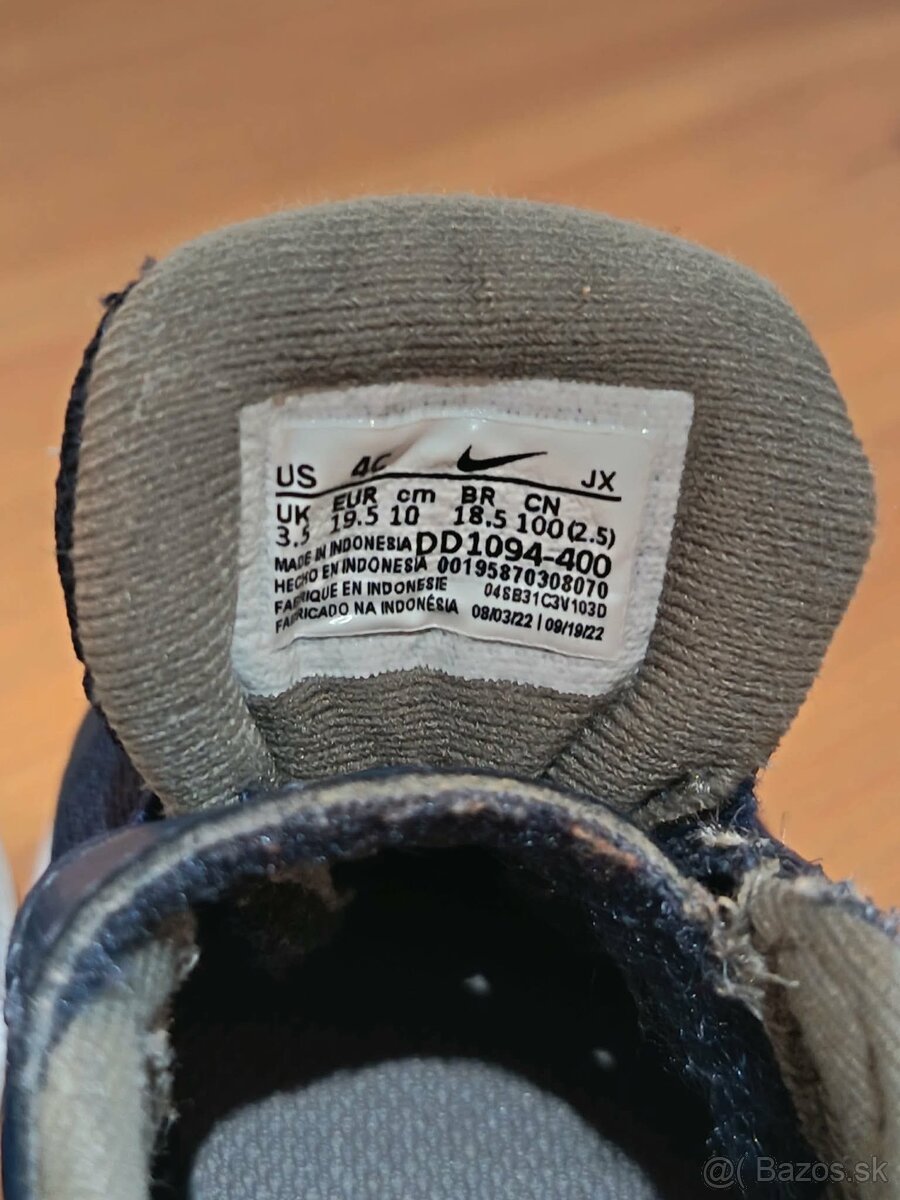 US 4C JX
UK EUR cm BR CN
3.5 19.5 10 18.5 100(2.5)
MADE IN INDONESIA DD1094-400
HECHO EN INDONESIA 00195870308070
FABRIQUE EN INDONESIE 04SB31C3V103D
FABRICADO NA INDONÉSIA 08/03/22 | 09/19/22
@( Bazos.sk